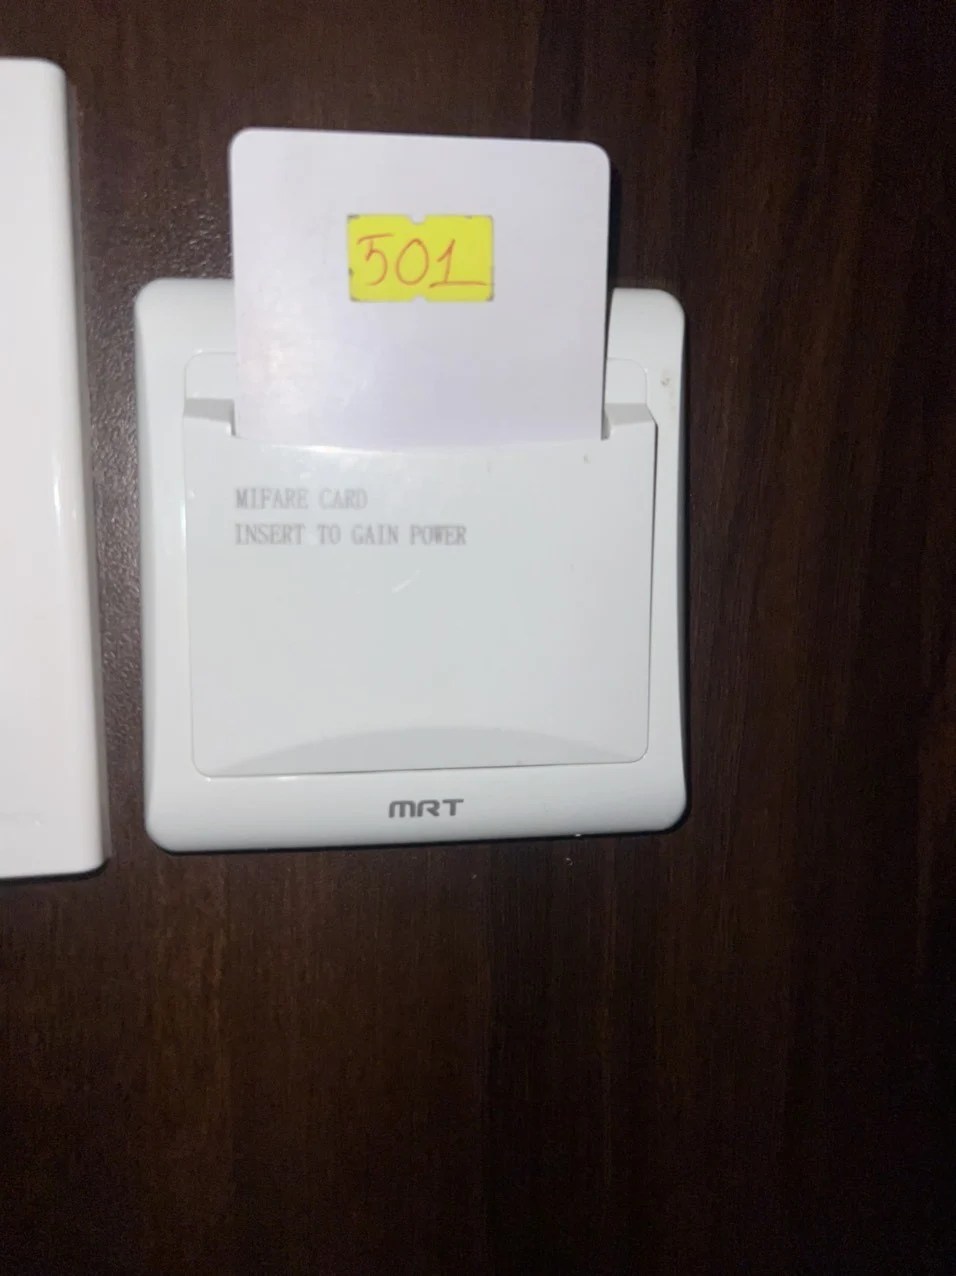 501
MIFARE CARD
INSERT TO GAIN POWER
MRT